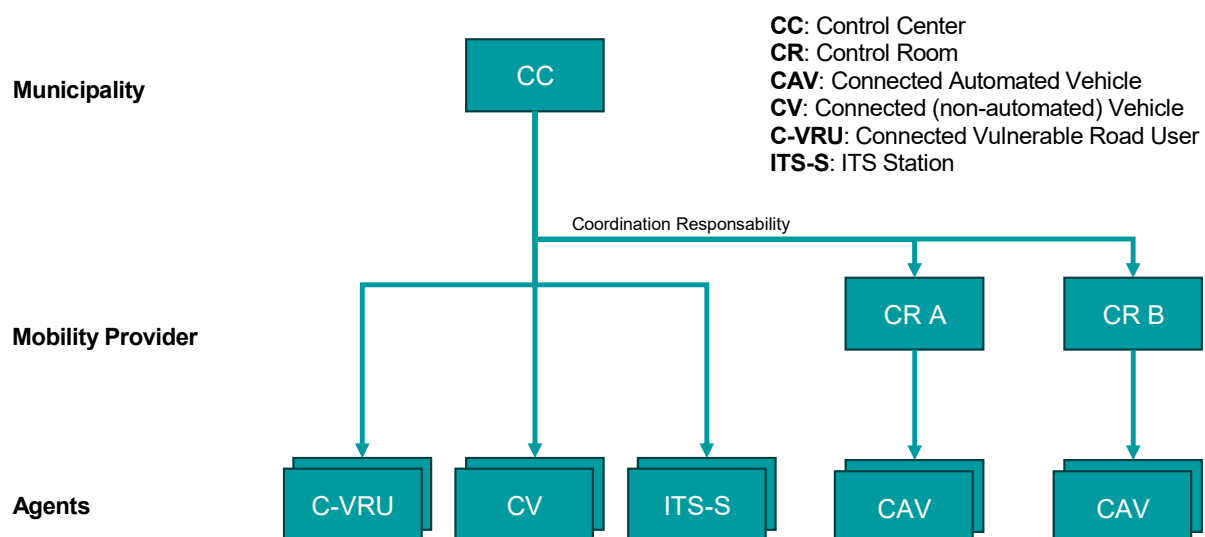 CC: Control Center
CR: Control Room
CAV: Connected Automated Vehicle
CV: Connected (non-automated) Vehicle
C-VRU: Connected Vulnerable Road User
ITS-S: ITS Station
Municipality
CC
Coordination Responsability
Mobility Provider
CR A
CR B
Agents
C-VRU
CV
ITS-S
CAV
CAV